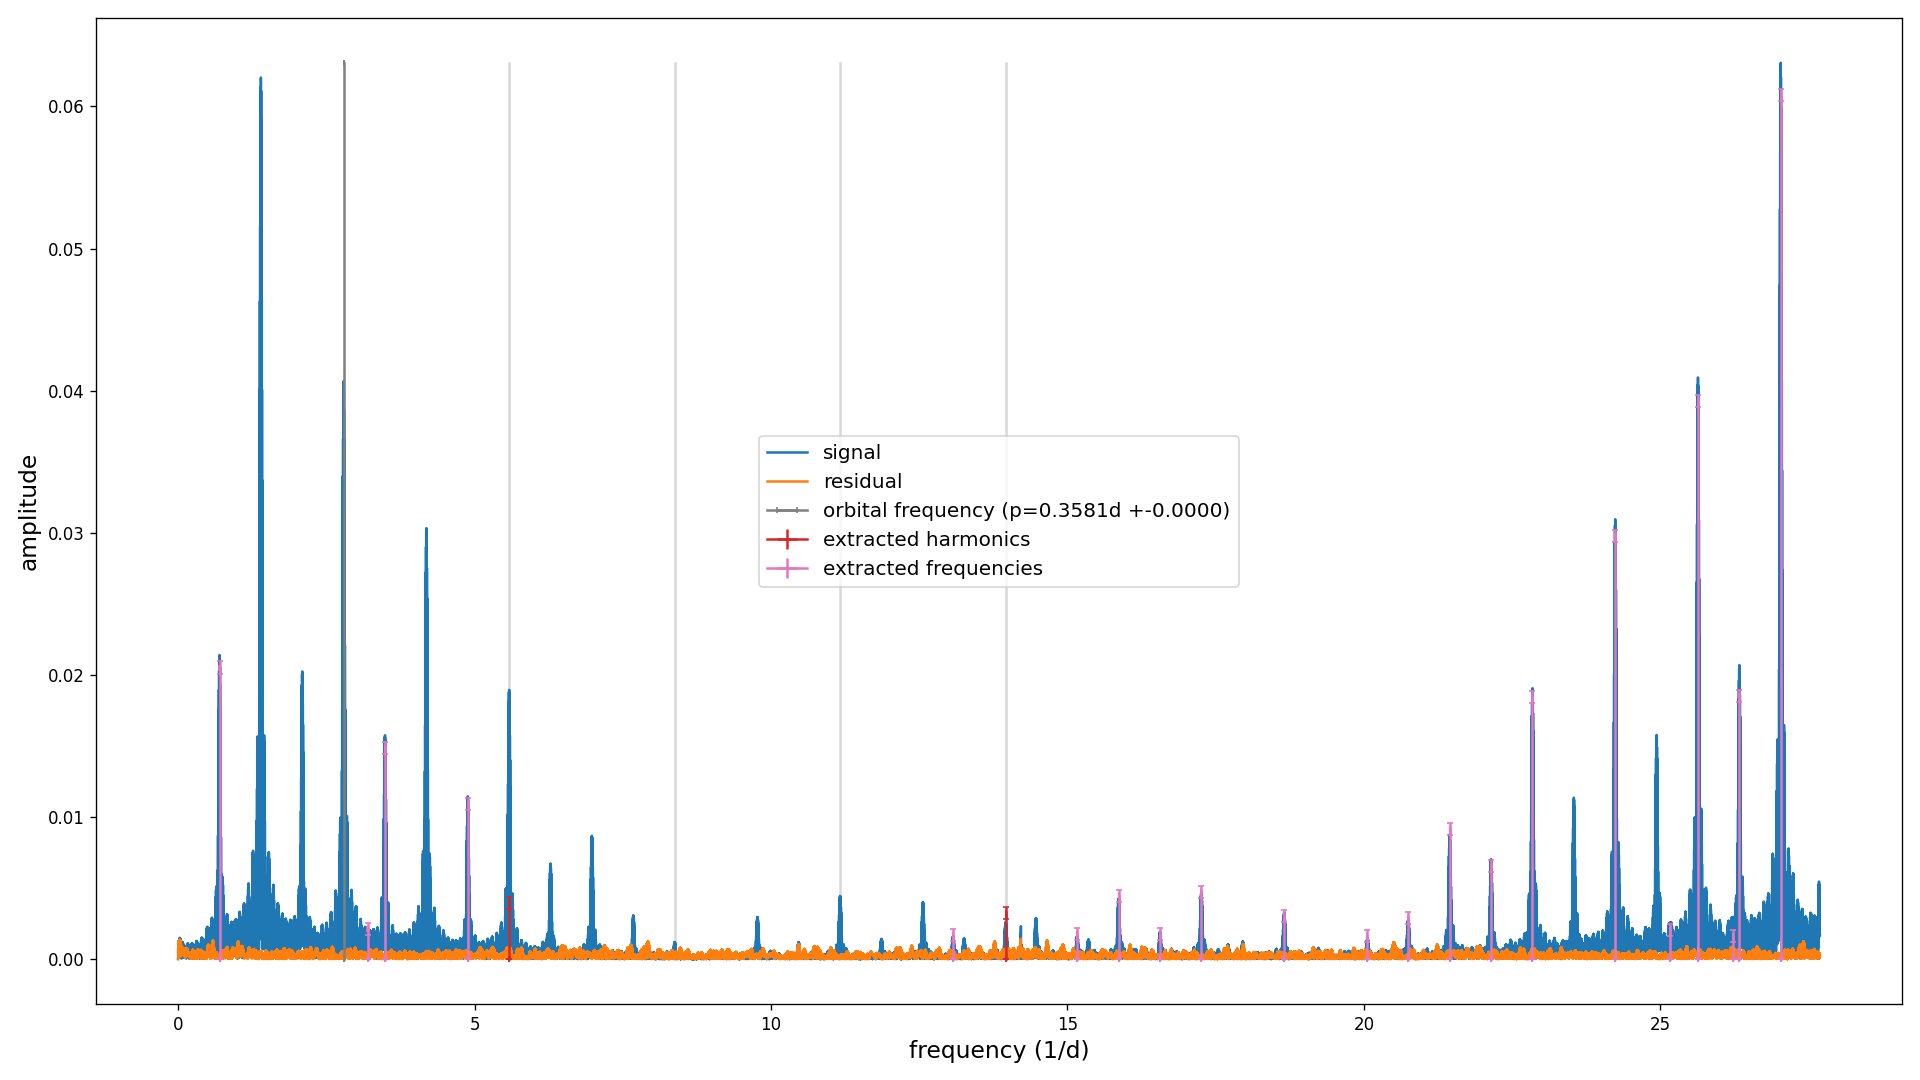 0.06
0.05
0.04
0.03
0.02
0.01
0.00
amplitude
signal
residual
orbital frequency (p=0.3581d +-0.0000)
extracted harmonics
extracted frequencies
0 5 10 15 20 25
frequency (1/d)